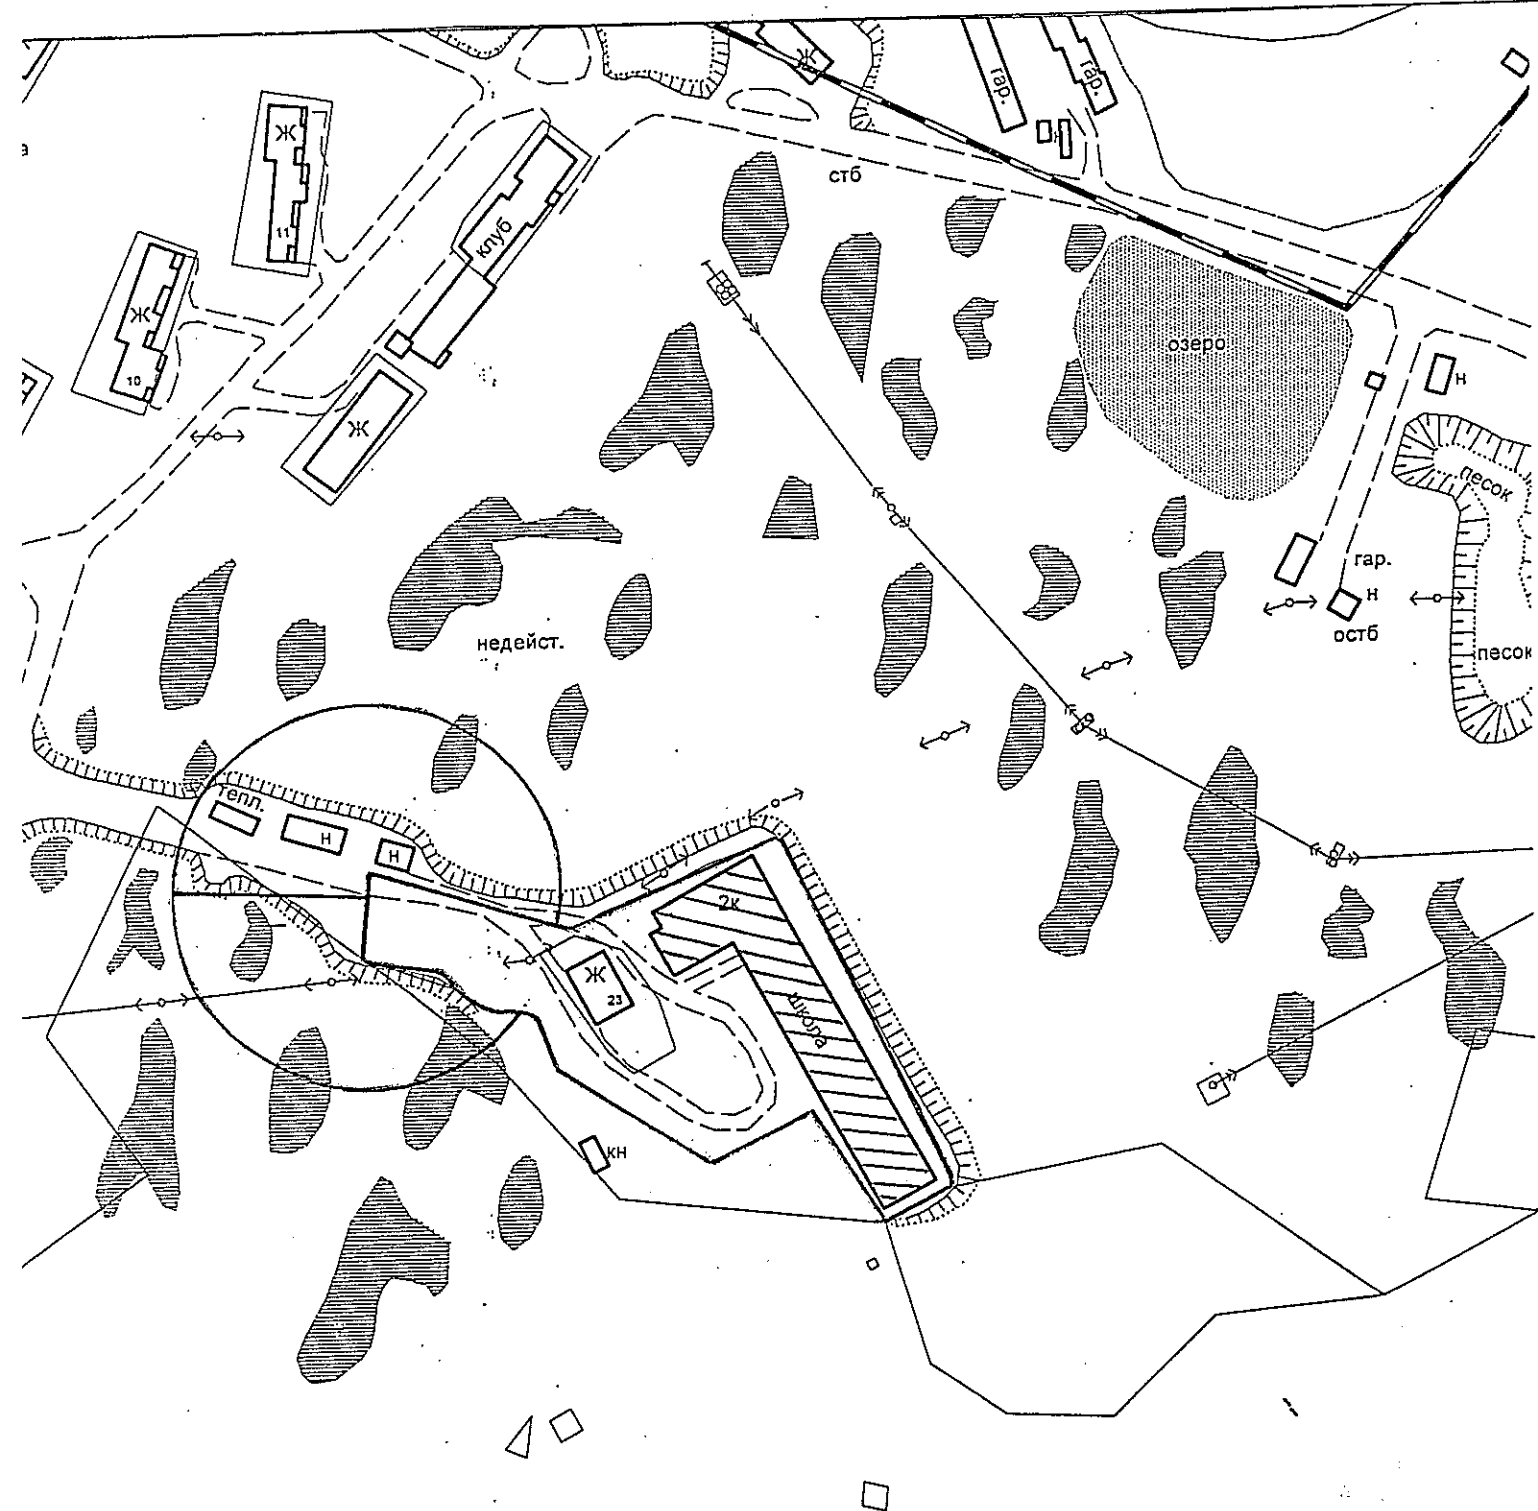 Ж
гар.
гар.
а
Ж
11
стб
клуб
Ж
10
озеро
н
Ж
песок
гар.
н
остб
недейст.
песок
тепл.
н
н
2к
Ж
23
школа
кн